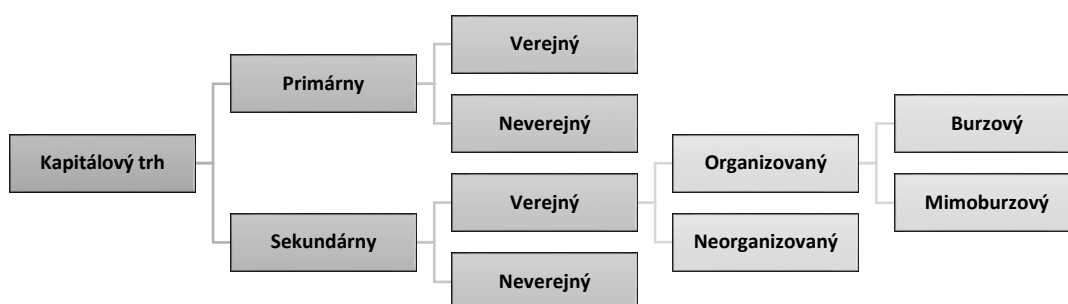 Kapitálový trh
Primárny
Verejný
Neverejný
Sekundárny
Verejný
Organizovaný
Burzový
Mimoburzový
Neorganizovaný
Neverejný